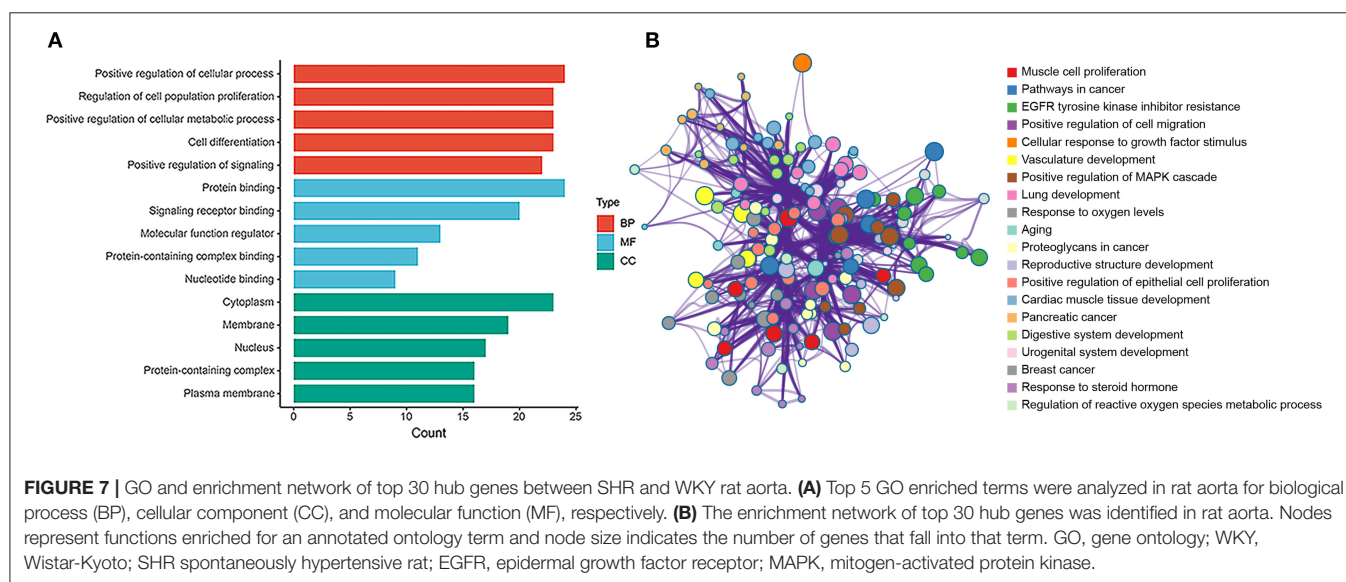 A
Positive regulation of cellular process
Regulation of cell population proliferation
Positive regulation of cellular metabolic process
Cell differentiation
Positive regulation of signaling
Protein binding
Signaling receptor binding
Molecular function regulator
Protein-containing complex binding
Nucleotide binding
Cytoplasm
Membrane
Nucleus
Protein-containing complex
Plasma membrane
0 5 10 15 20 25
Count
Type
BP
MF
CC
B
Muscle cell proliferation
Pathways in cancer
EGFR tyrosine kinase inhibitor resistance
Positive regulation of cell migration
Cellular response to growth factor stimulus
Vasculature development
Positive regulation of MAPK cascade
Lung development
Response to oxygen levels
Aging
Proteoglycans in cancer
Reproductive structure development
Positive regulation of epithelial cell proliferation
Cardiac muscle tissue development
Pancreatic cancer
Digestive system development
Urogenital system development
Breast cancer
Response to steroid hormone
Regulation of reactive oxygen species metabolic process
FIGURE 7 | GO and enrichment network of top 30 hub genes between SHR and WKY rat aorta. (A) Top 5 GO enriched terms were analyzed in rat aorta for biological
process (BP), cellular component (CC), and molecular function (MF), respectively. (B) The enrichment network of top 30 hub genes was identified in rat aorta. Nodes
represent functions enriched for an annotated ontology term and node size indicates the number of genes that fall into that term. GO, gene ontology; WKY,
Wistar-Kyoto; SHR spontaneously hypertensive rat; EGFR, epidermal growth factor receptor; MAPK, mitogen-activated protein kinase.